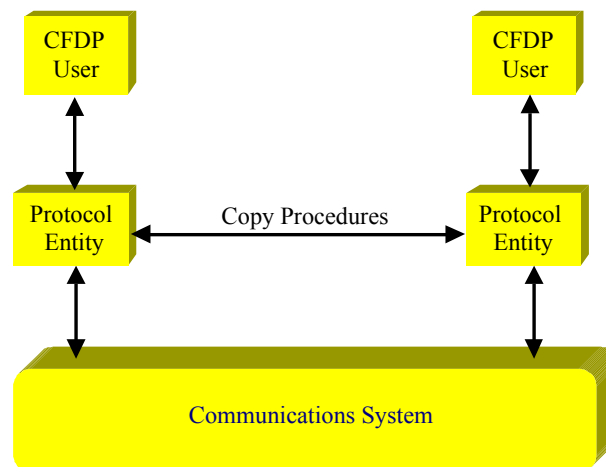 CFDP
User
CFDP
User
Protocol
Entity
Copy Procedures
Protocol
Entity
Communications System